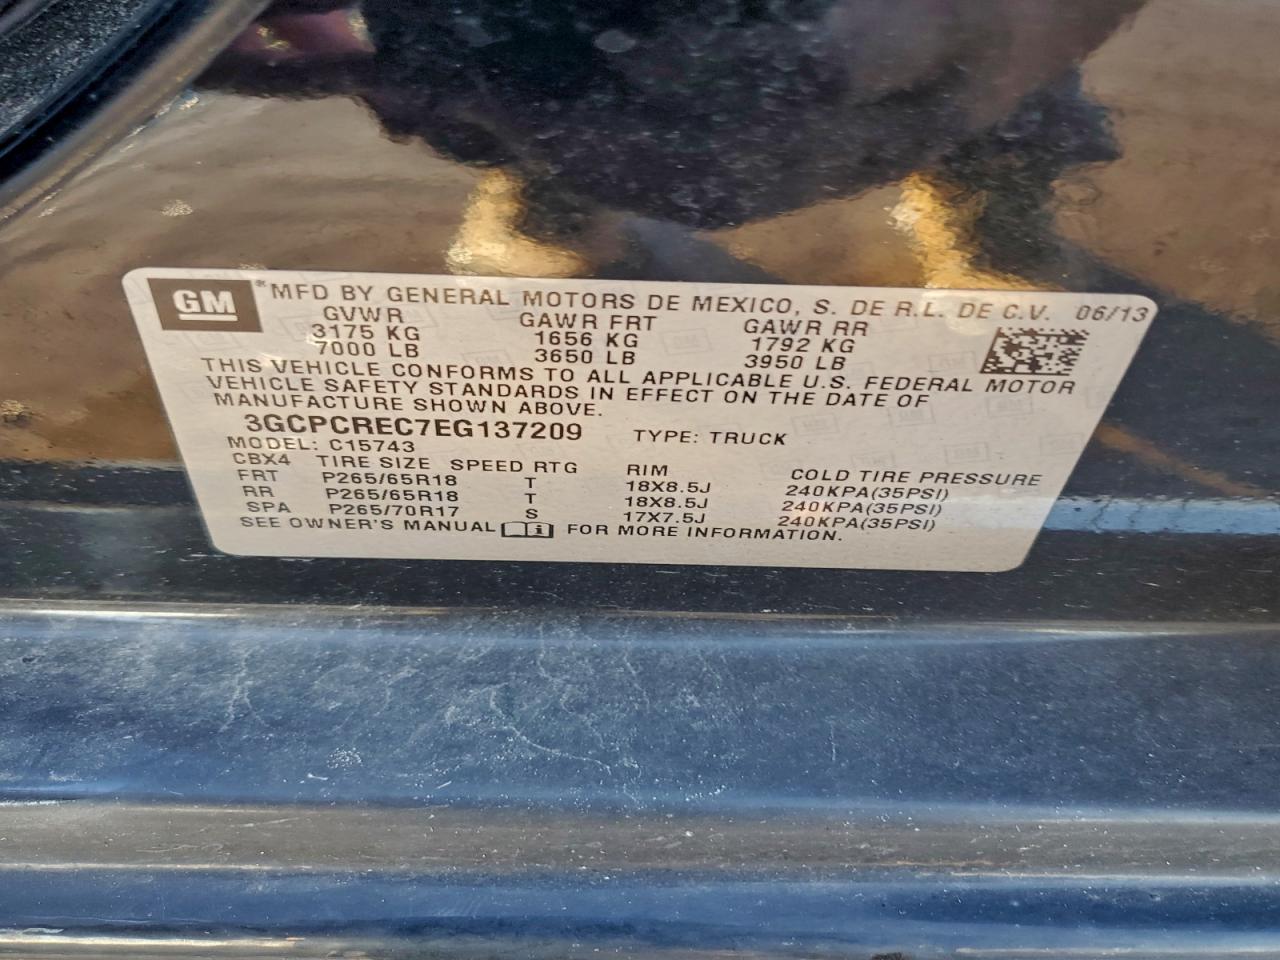 GM ® MFD BY GENERAL MOTORS DE MEXICO, S. DE R.L. DE C.V. 06/13
GVWR GAWR FRT GAWR RR
3175 KG 1656 KG 1792 KG
7000 LB 3650 LB 3950 LB
THIS VEHICLE CONFORMS TO ALL APPLICABLE U.S. FEDERAL MOTOR
VEHICLE SAFETY STANDARDS IN EFFECT ON THE DATE OF
MANUFACTURE SHOWN ABOVE.
3GCPCREC7EG137209 TYPE: TRUCK
MODEL: C15743
CBX4 TIRE SIZE SPEED RTG RIM COLD TIRE PRESSURE
FRT P265/65R18 T 18X8.5J 240KPA(35PSI)
RR P265/65R18 T 18X8.5J 240KPA(35PSI)
SPA P265/70R17 S 17X7.5J 240KPA(35PSI)
SEE OWNER'S MANUAL i FOR MORE INFORMATION.